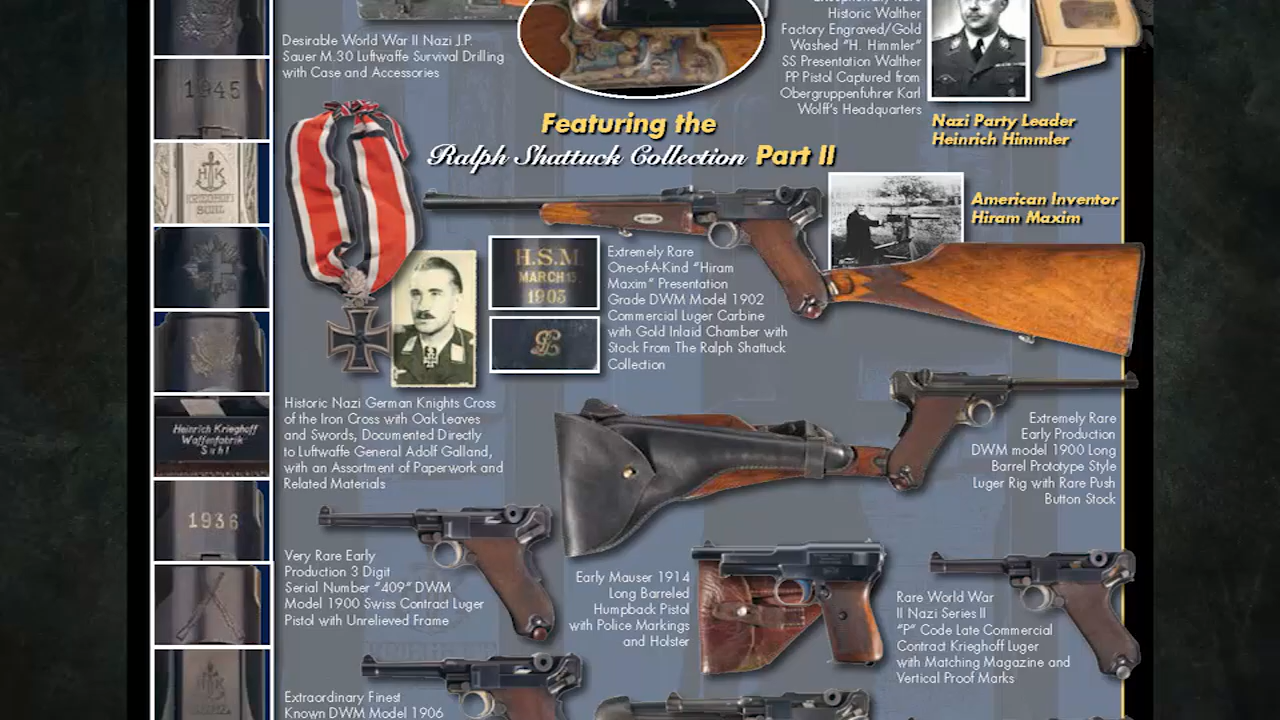 Desirable World War II Nazi J.P.
Sauer M.30 Luftwaffe Survival Drilling
with Case and Accessories
Historic Walther
Factory Engraved/Gold
Washed "H. Himmler"
SS Presentation Walther
PP Pistol Captured from
Obergruppenfuhrer Karl
Wolff's Headquarters
Nazi Party Leader
Heinrich Himmler
Featuring the
Ralph Shattuck Collection Part II
American Inventor
Hiram Maxim
H.S.M.
MARCH 15
1903
Extremely Rare
One-of-A-Kind "Hiram
Maxim" Presentation
Grade DWM Model 1902
Commercial Luger Carbine
with Gold Inlaid Chamber with
Stock From The Ralph Shattuck
Collection
Historic Nazi German Knights Cross
of the Iron Cross with Oak Leaves
and Swords, Documented Directly
to Luftwaffe General Adolf Galland,
with an Assortment of Paperwork and
Related Materials
Extremely Rare
Early Production
DWM model 1900 Long
Barrel Prototype Style
Luger Rig with Rare Push
Button Stock
Very Rare Early
Production 3 Digit
Serial Number "409" DWM
Model 1900 Swiss Contract Luger
Pistol with Unrelieved Frame
Early Mauser 1914
Long Barreled
Humpback Pistol
with Police Markings
and Holster
Rare World War
II Nazi Series II
"P" Code Late Commercial
Contract Krieghoff Luger
with Matching Magazine and
Vertical Proof Marks
Extraordinary Finest
Known DWM Model 1906
1945
HK
KRIEGHOFF
SUHL
Heinrich Krieghoff
Waffenfabrik
Suhl
1936
HK